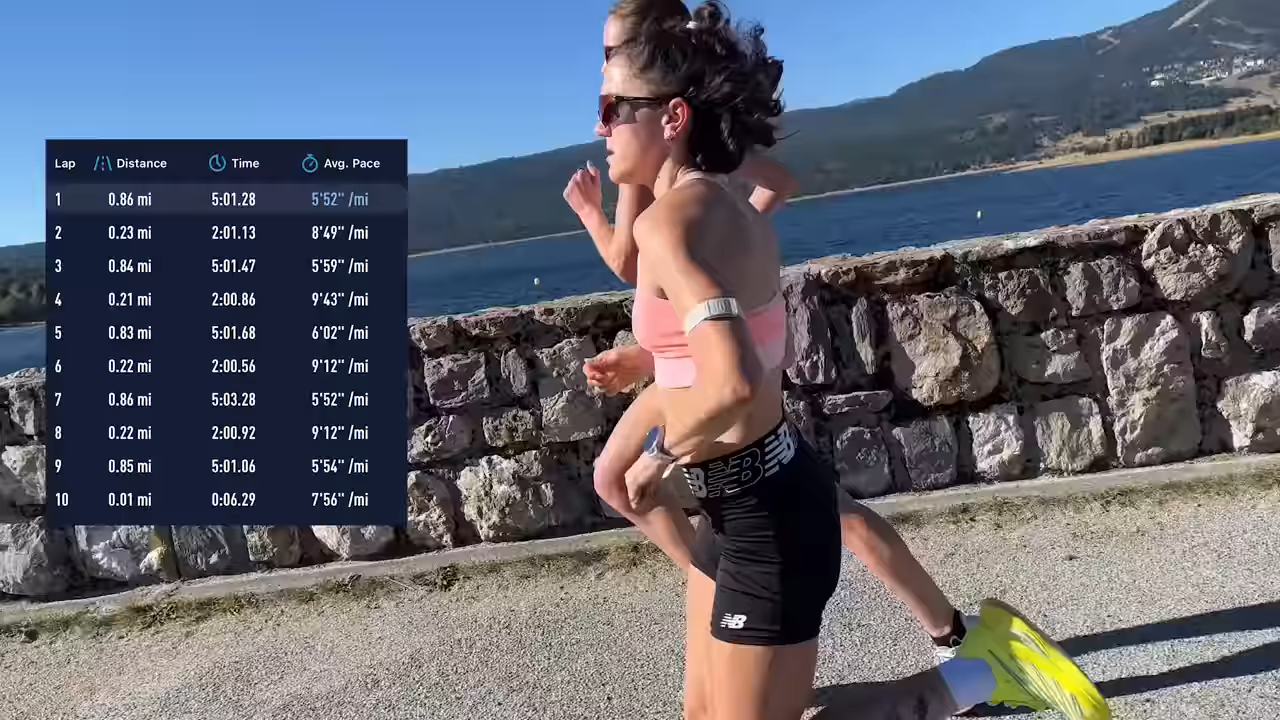 Lap Distance Time Avg. Pace
1 0.86 mi 5:01.28 5'52" /mi
2 0.23 mi 2:01.13 8'49" /mi
3 0.84 mi 5:01.47 5'59" /mi
4 0.21 mi 2:00.86 9'43" /mi
5 0.83 mi 5:01.68 6'02" /mi
6 0.22 mi 2:00.56 9'12" /mi
7 0.86 mi 5:03.28 5'52" /mi
8 0.22 mi 2:00.92 9'12" /mi
9 0.85 mi 5:01.06 5'54" /mi
10 0.01 mi 0:06.29 7'56" /mi
NB NB NB
NB